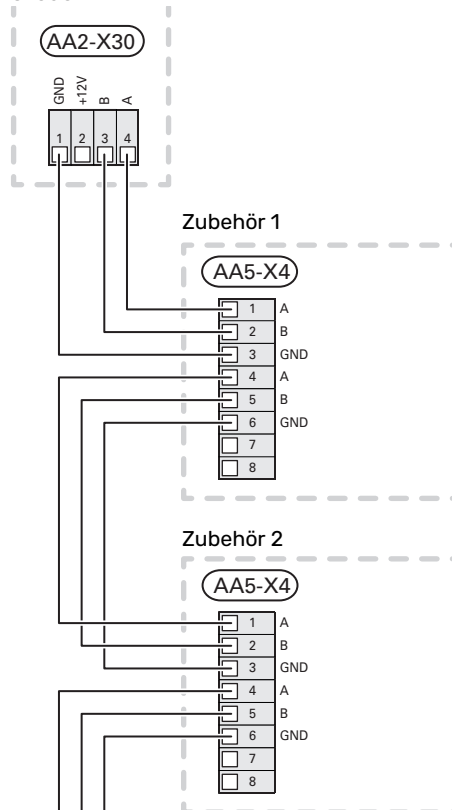 AA2-X30
GND +12V B A
1 2 3 4
Zubehör 1
AA5-X4
1 A
2 B
3 GND
4 A
5 B
6 GND
7
8
Zubehör 2
AA5-X4
1 A
2 B
3 GND
4 A
5 B
6 GND
7
8